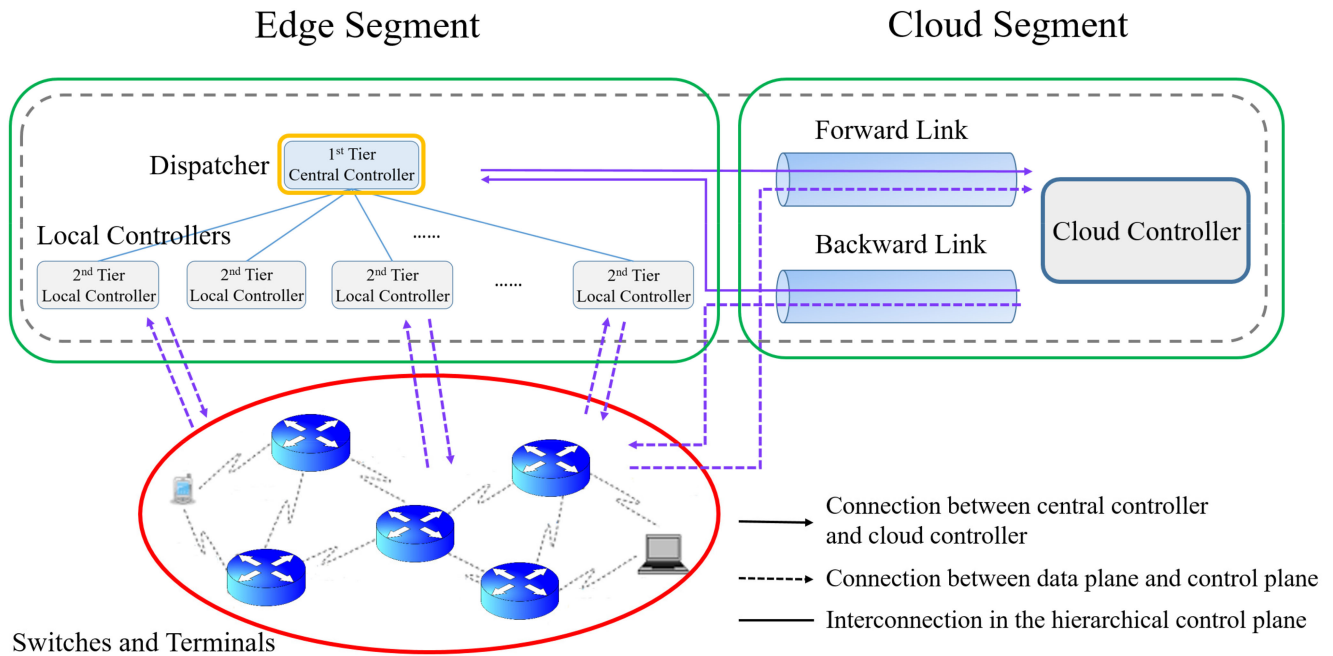 Edge Segment
Cloud Segment
Forward Link
Dispatcher
1st Tier
Central Controller
Local Controllers
......
Backward Link
Cloud Controller
2nd Tier
Local Controller
2nd Tier
Local Controller
2nd Tier
Local Controller
......
2nd Tier
Local Controller
Connection between central controller
and cloud controller
Connection between data plane and control plane
Interconnection in the hierarchical control plane
Switches and Terminals